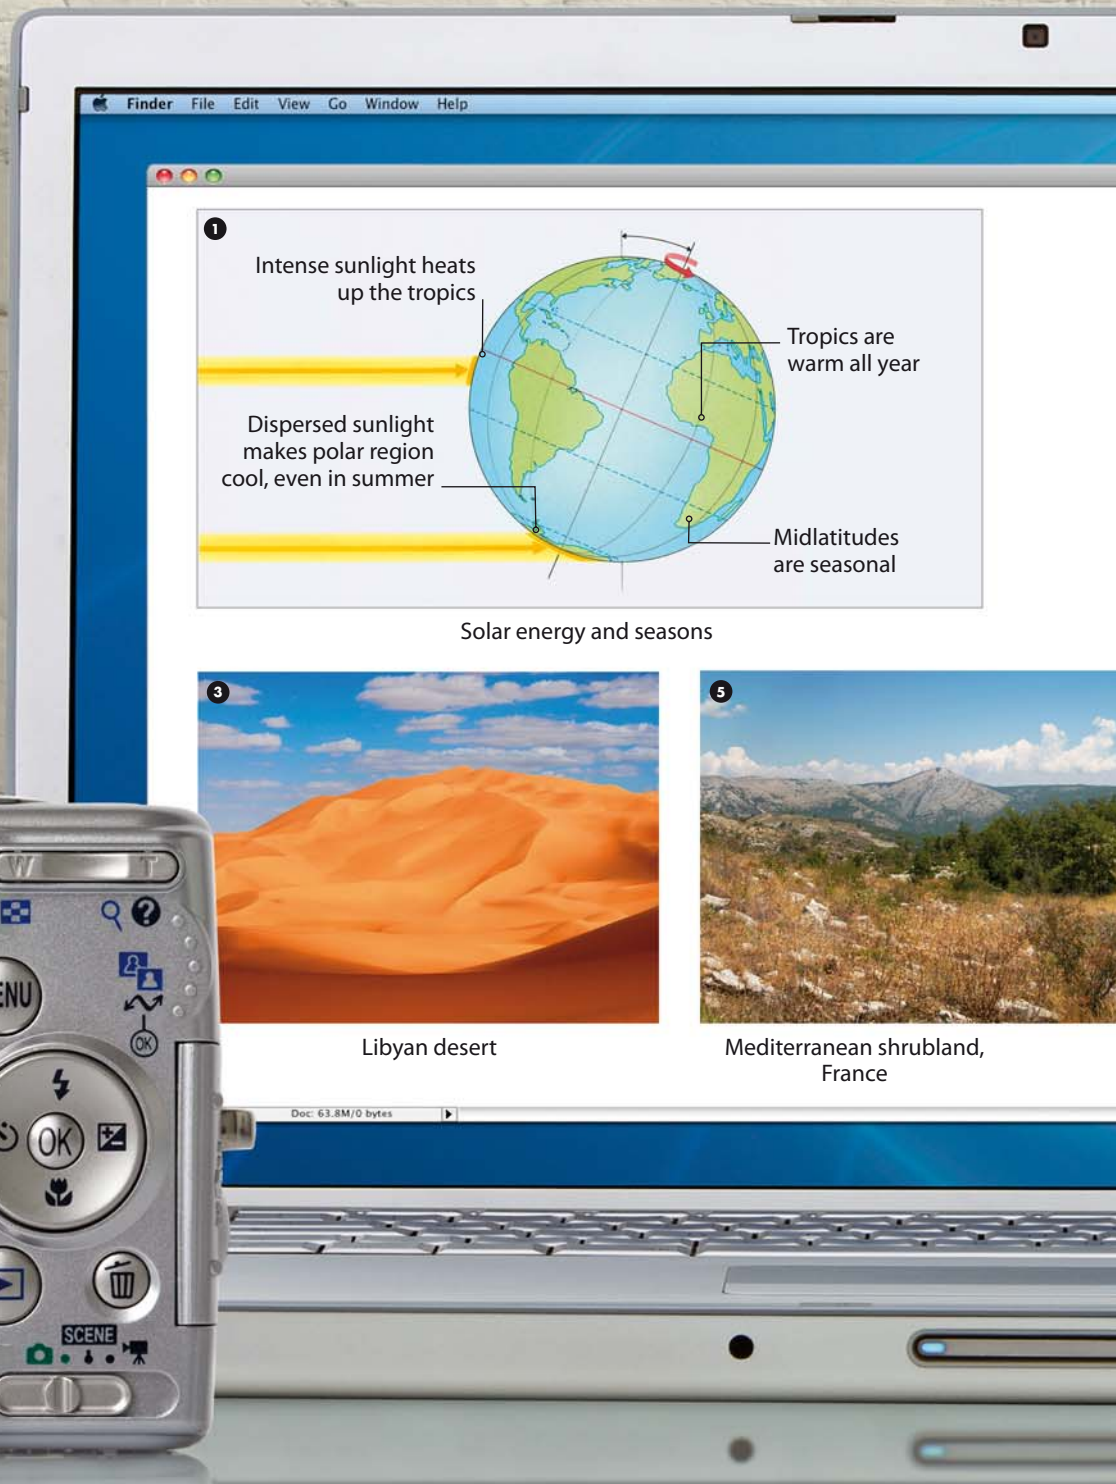 Finder File Edit View Go Window Help
1
Intense sunlight heats
up the tropics
Tropics are
warm all year
Dispersed sunlight
makes polar region
cool, even in summer
Midlatitudes
are seasonal
Solar energy and seasons
3
5
Libyan desert
Mediterranean shrubland,
France
Doc: 63.8M/0 bytes
W T
?
ENU
OK
OK
SCENE